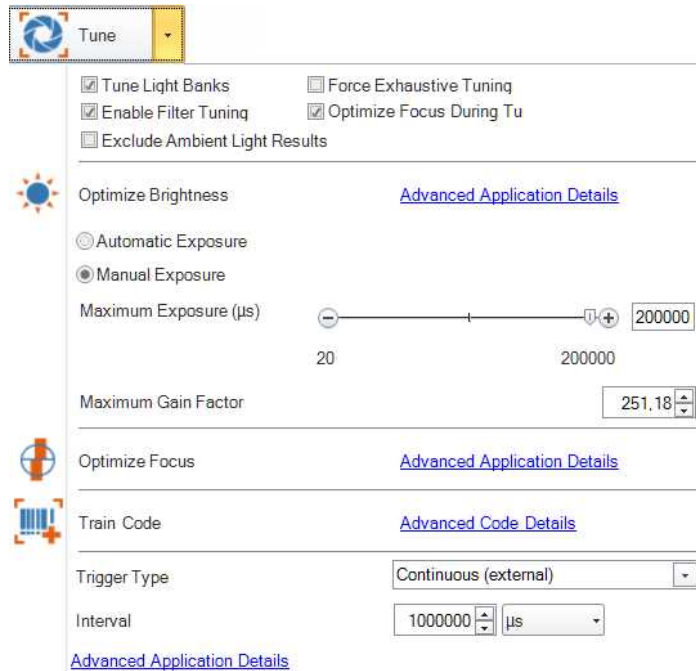 Tune
Tune Light Banks Force Exhaustive Tuning
Enable Filter Tuning Optimize Focus During Tu
Exclude Ambient Light Results
Optimize Brightness Advanced Application Details
Automatic Exposure
Manual Exposure
Maximum Exposure (µs) 200000
20 200000
Maximum Gain Factor 251,18
Optimize Focus Advanced Application Details
Train Code Advanced Code Details
Trigger Type Continuous (external)
Interval 1000000 µs
Advanced Application Details